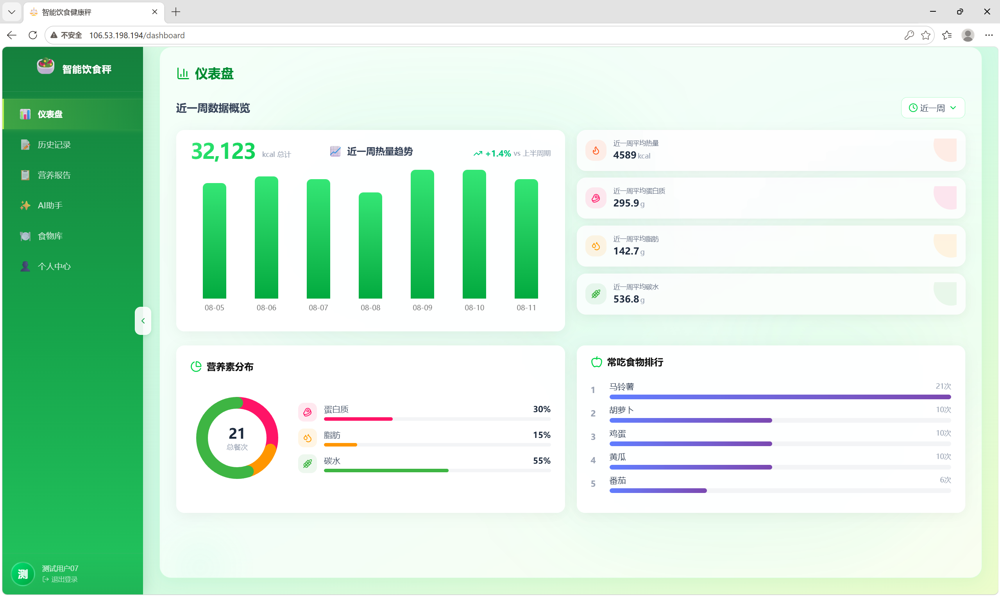 智能饮食健康秤
不安全 106.53.198.194/dashboard
智能饮食秤
仪表盘
历史记录
营养报告
AI助手
食物库
个人中心
测
测试用户07
退出登录
仪表盘
近一周数据概览
近一周
32,123 kcal 总计
近一周热量趋势
+1.4% vs 上半周期
08-05 08-06 08-07 08-08 08-09 08-10 08-11
近一周平均热量
4589 kcal
近一周平均蛋白质
295.9 g
近一周平均脂肪
142.7 g
近一周平均碳水
536.8 g
营养素分布
21
总餐次
蛋白质 30%
脂肪 15%
碳水 55%
常吃食物排行
1 马铃薯 21次
2 胡萝卜 10次
3 鸡蛋 10次
4 黄瓜 10次
5 番茄 6次